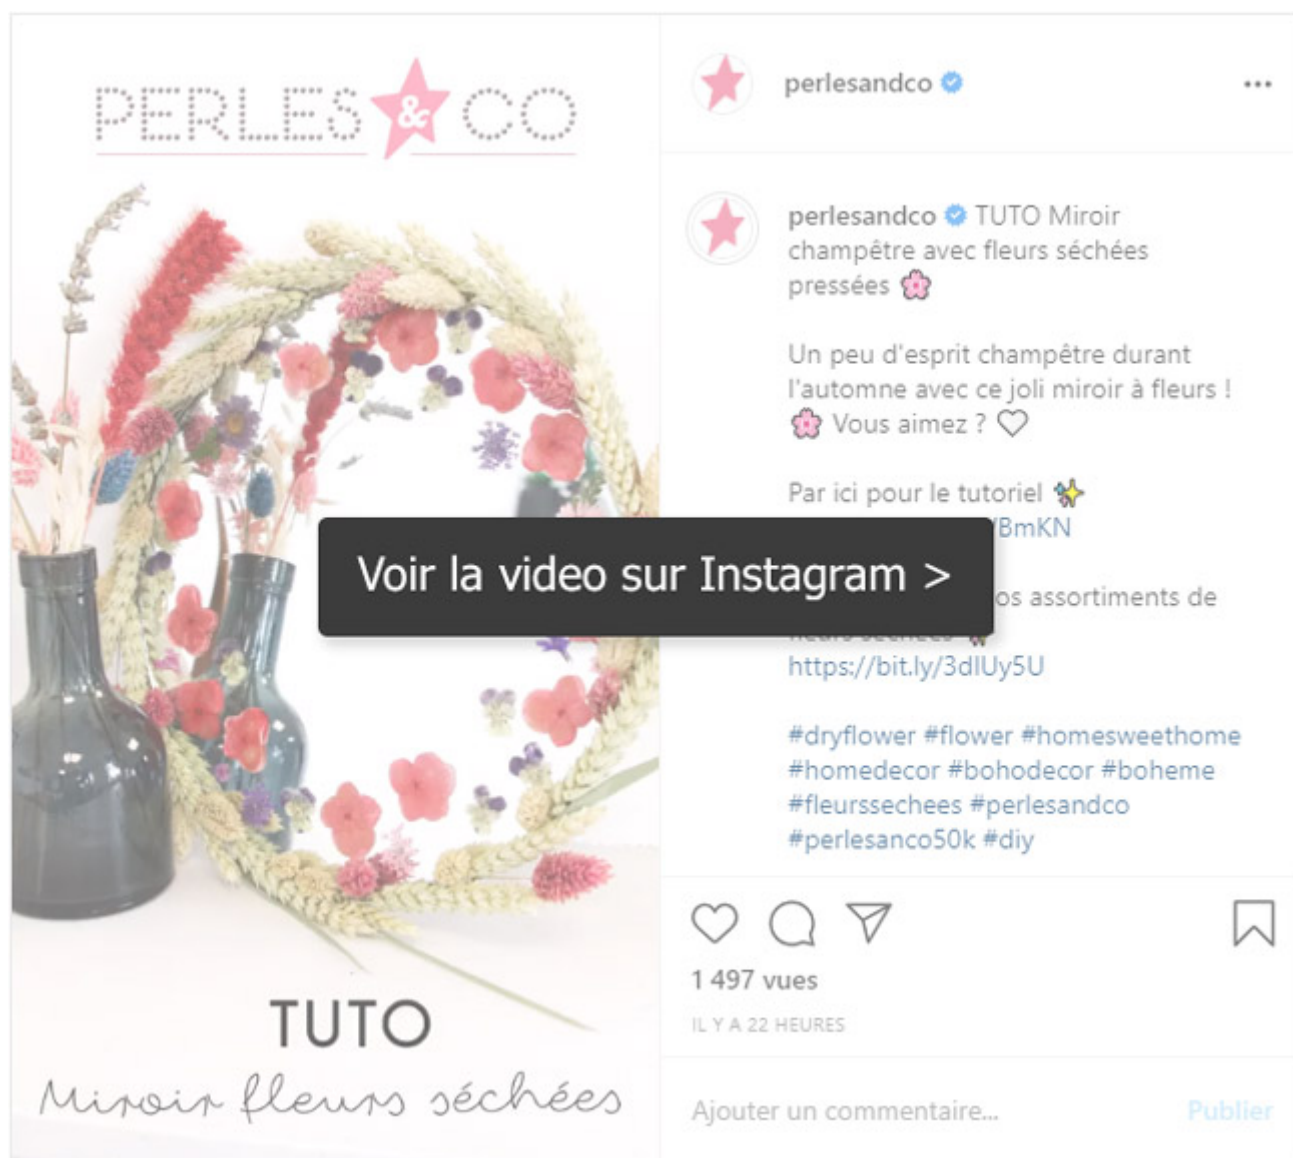 PERLES & CO
TUTO
Miroir fleurs séchées
Voir la video sur Instagram >
perlesandco
perlesandco TUTO Miroir
champêtre avec fleurs séchées
pressées
Un peu d'esprit champêtre durant
l'automne avec ce joli miroir à fleurs !
Vous aimez ?
Par ici pour le tutoriel
/BmKN
os assortiments de
fleurs séchées
https://bit.ly/3dIUy5U
#dryflower #flower #homesweethome
#homedecor #bohodecor #boheme
#fleurssechees #perlesandco
#perlesanco50k #diy
1 497 vues
IL Y A 22 HEURES
Ajouter un commentaire...
Publier